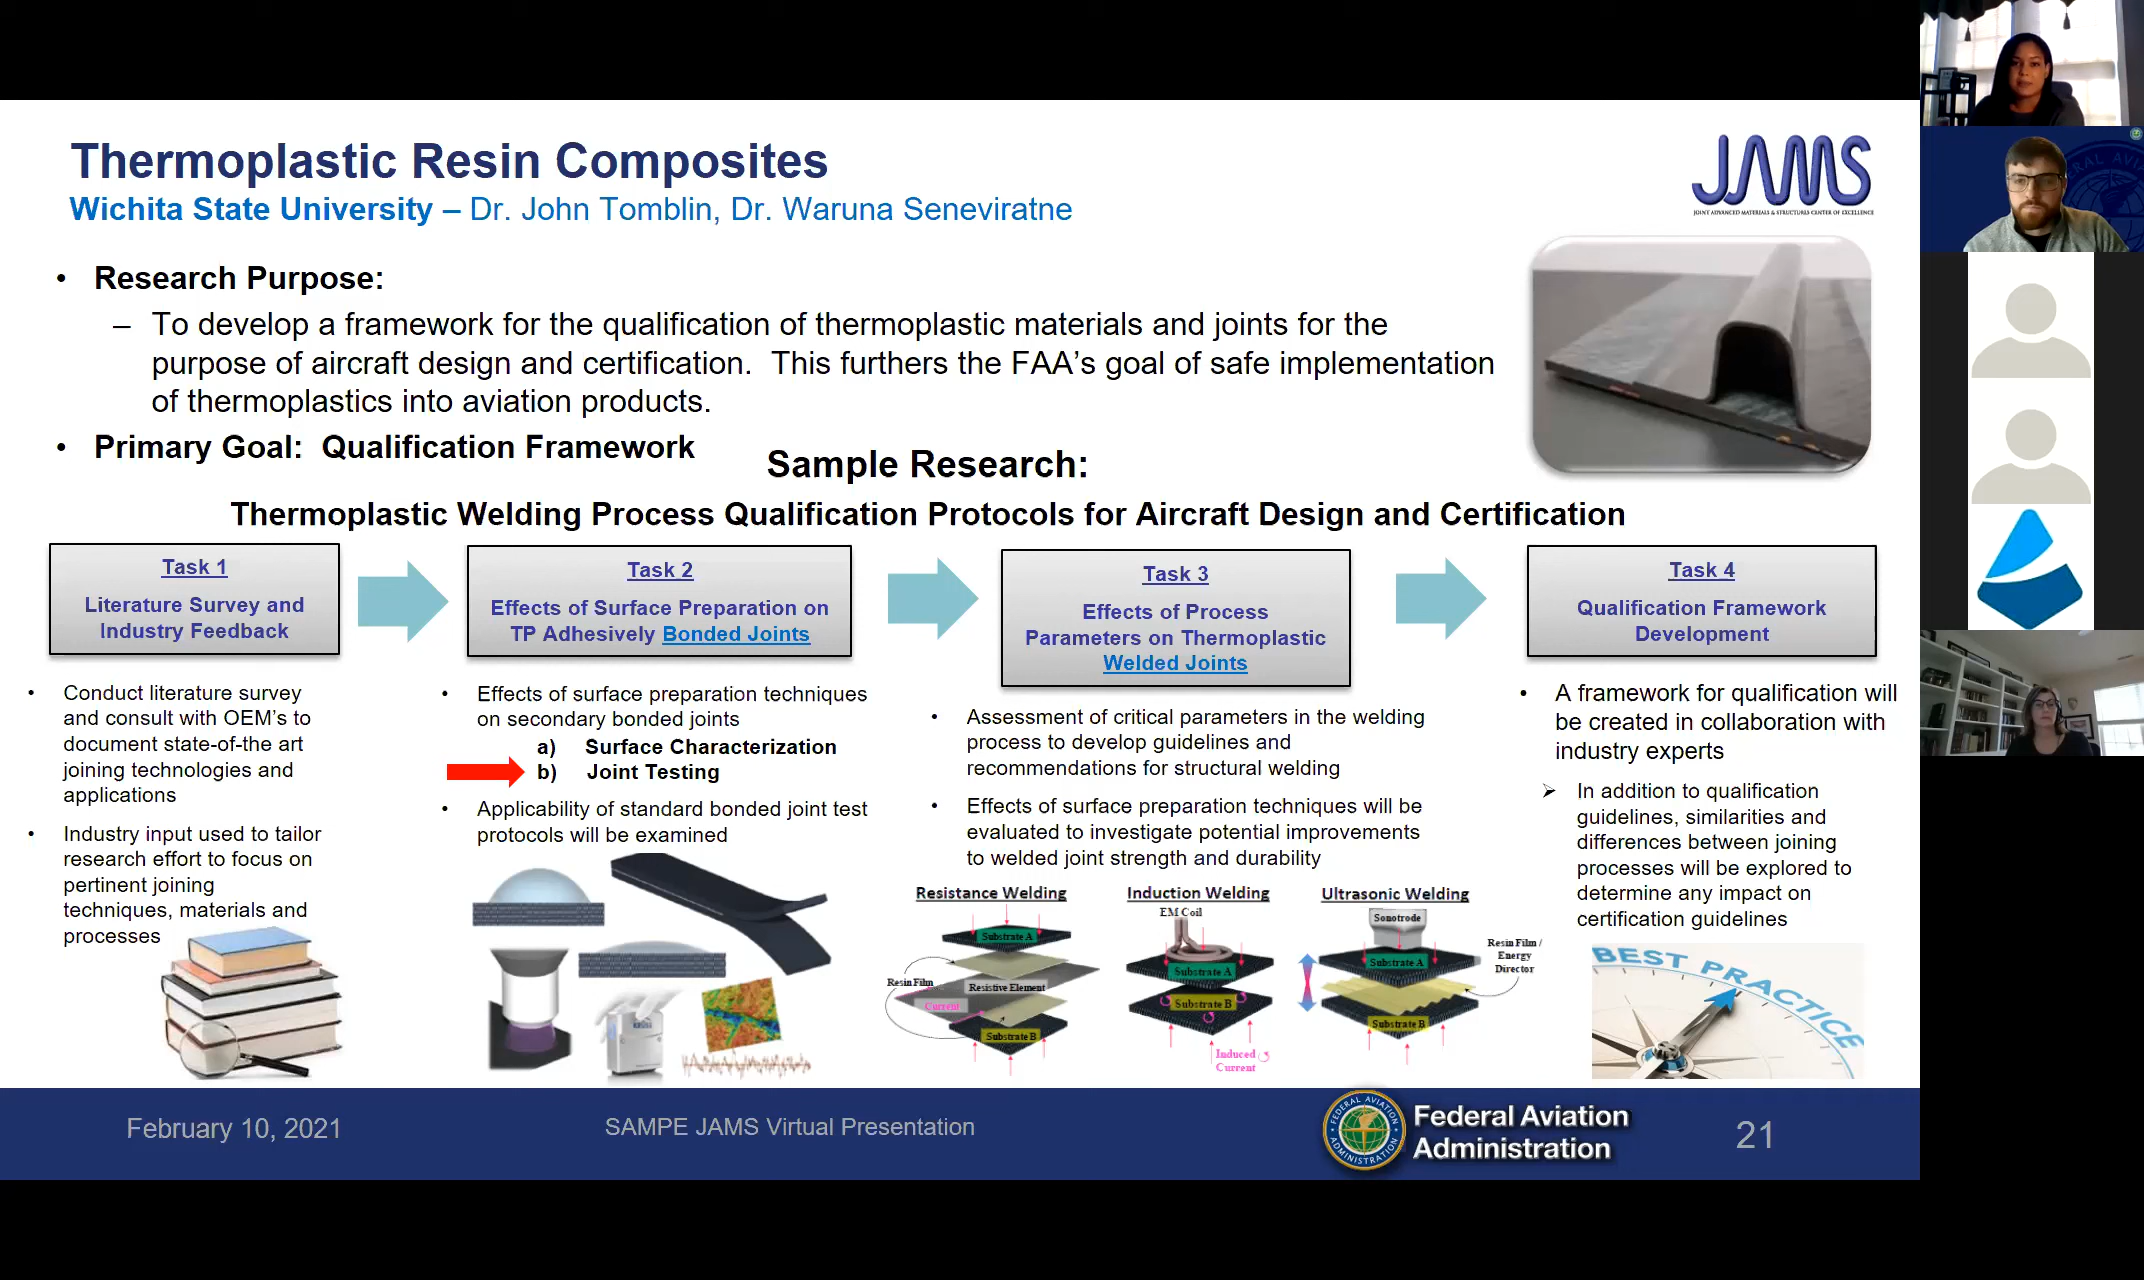 Thermoplastic Resin Composites
Wichita State University – Dr. John Tomblin, Dr. Waruna Seneviratne
JAMS
JOINT ADVANCED MATERIALS & STRUCTURES CENTER OF EXCELLENCE
• Research Purpose:
– To develop a framework for the qualification of thermoplastic materials and joints for the
purpose of aircraft design and certification.  This furthers the FAA's goal of safe implementation
of thermoplastics into aviation products.
• Primary Goal:  Qualification Framework
Sample Research:
Thermoplastic Welding Process Qualification Protocols for Aircraft Design and Certification
Task 1
Literature Survey and
Industry Feedback
• Conduct literature survey
and consult with OEM's to
document state-of-the art
joining technologies and
applications
• Industry input used to tailor
research effort to focus on
pertinent joining
techniques, materials and
processes
Task 2
Effects of Surface Preparation on
TP Adhesively Bonded Joints
• Effects of surface preparation techniques
on secondary bonded joints
a) Surface Characterization
b) Joint Testing
• Applicability of standard bonded joint test
protocols will be examined
KRÜSS
Task 3
Effects of Process
Parameters on Thermoplastic
Welded Joints
• Assessment of critical parameters in the welding
process to develop guidelines and
recommendations for structural welding
• Effects of surface preparation techniques will be
evaluated to investigate potential improvements
to welded joint strength and durability
Resistance Welding
Substrate A
Resin Film
Resistive Element
Current
Substrate B
Induction Welding
EM Coil
Substrate A
Substrate B
Induced
Current
Ultrasonic Welding
Sonotrode
Substrate A
Resin Film /
Energy
Director
Substrate B
Task 4
Qualification Framework
Development
• A framework for qualification will
be created in collaboration with
industry experts
➢ In addition to qualification
guidelines, similarities and
differences between joining
processes will be explored to
determine any impact on
certification guidelines
BEST PRACTICE
February 10, 2021
SAMPE JAMS Virtual Presentation
FEDERAL AVIATION
ADMINISTRATION
Federal Aviation
Administration
21